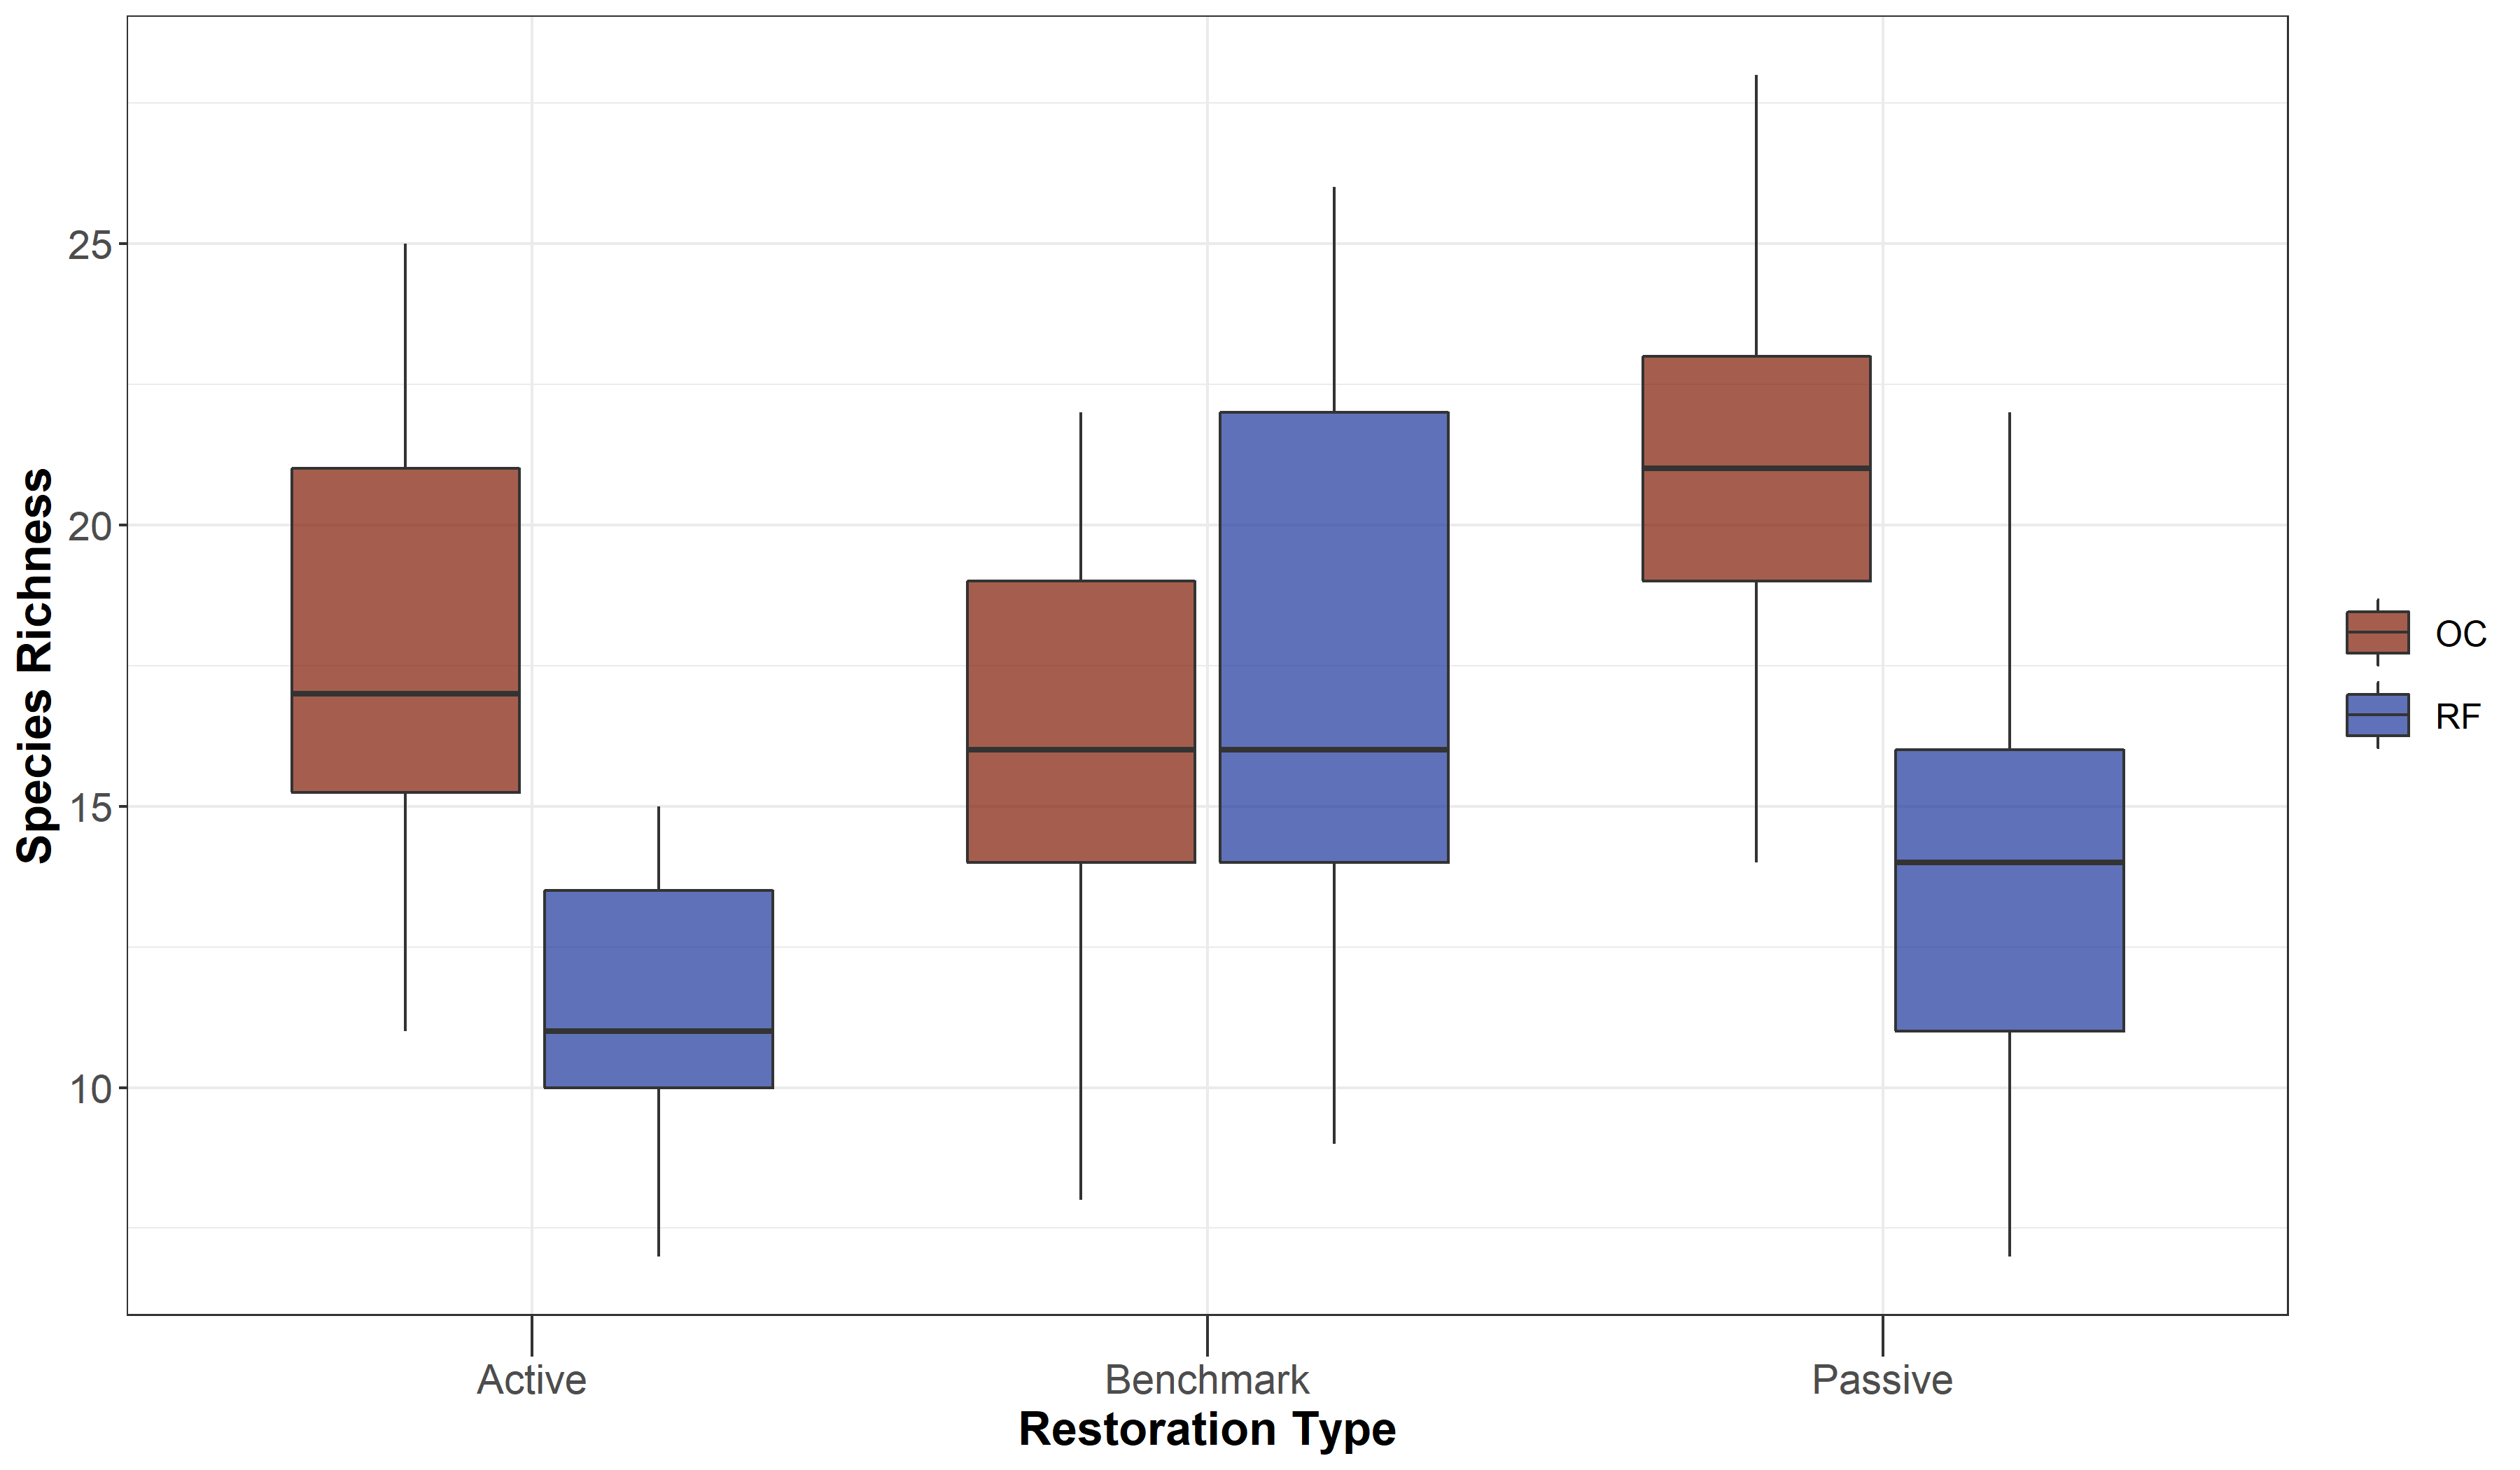 Species Richness
25
20
15
10
Active Benchmark Passive
Restoration Type
OC
RF